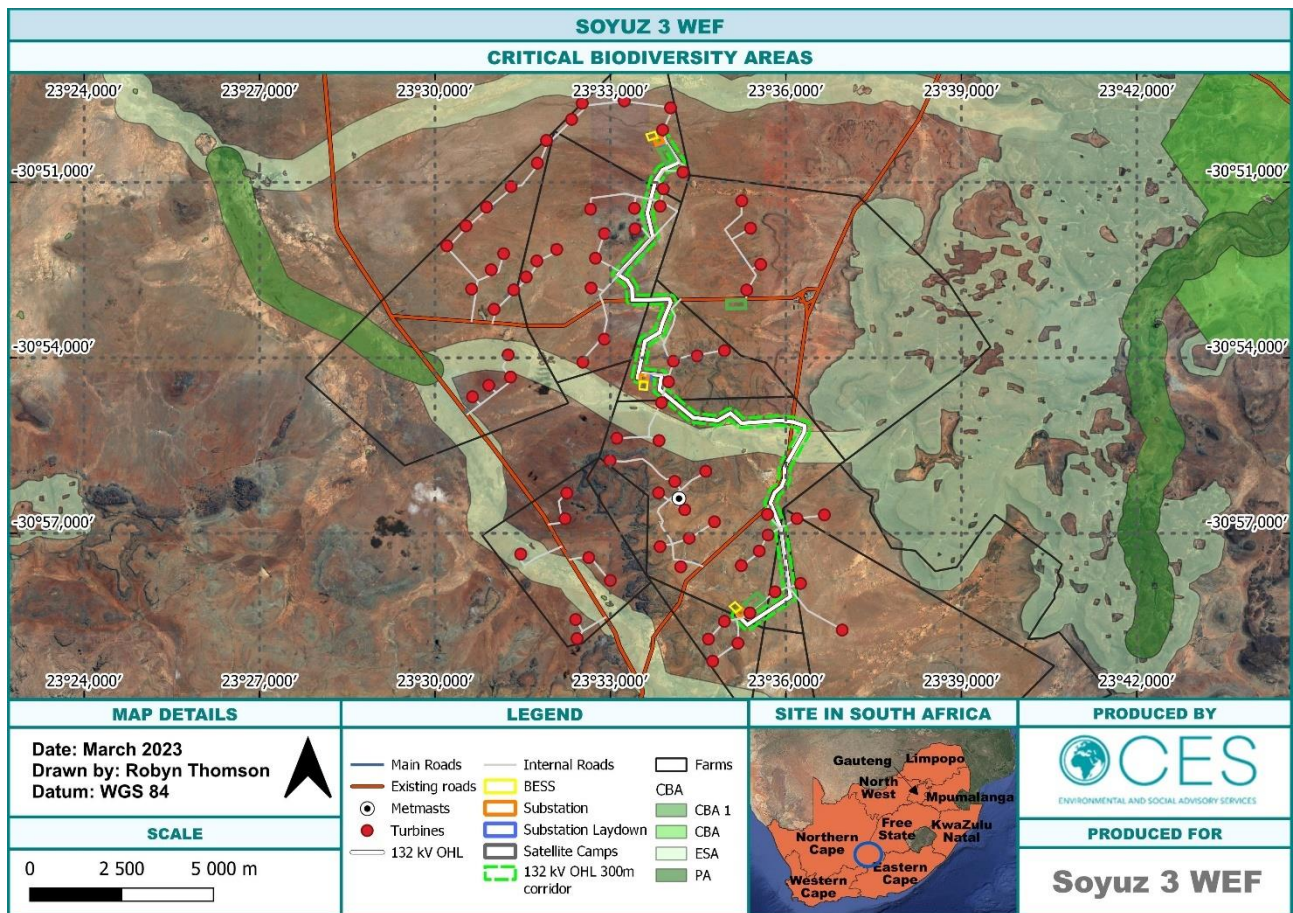 SOYUZ 3 WEF
CRITICAL BIODIVERSITY AREAS
23°24,000′ 23°27,000′ 23°30,000′ 23°33,000′ 23°36,000′ 23°39,000′ 23°42,000′
-30°51,000′ -30°51,000′
-30°54,000′ -30°54,000′
-30°57,000′ -30°57,000′
23°24,000′ 23°27,000′ 23°30,000′ 23°33,000′ 23°36,000′ 23°39,000′ 23°42,000′
MAP DETAILS
Date: March 2023
Drawn by: Robyn Thomson
Datum: WGS 84
SCALE
0 2 500 5 000 m
LEGEND
Main Roads
Existing roads
Metmasts
Turbines
132 kV OHL
Internal Roads
BESS
Substation
Substation Laydown
Satellite Camps
132 kV OHL 300m
corridor
Farms
CBA
CBA 1
CBA
ESA
PA
SITE IN SOUTH AFRICA
Gauteng
Limpopo
North
West
Mpumalanga
Free
State
KwaZulu
Natal
Northern
Cape
Eastern
Cape
Western
Cape
PRODUCED BY
CES
ENVIRONMENTAL AND SOCIAL ADVISORY SERVICES
PRODUCED FOR
Soyuz 3 WEF